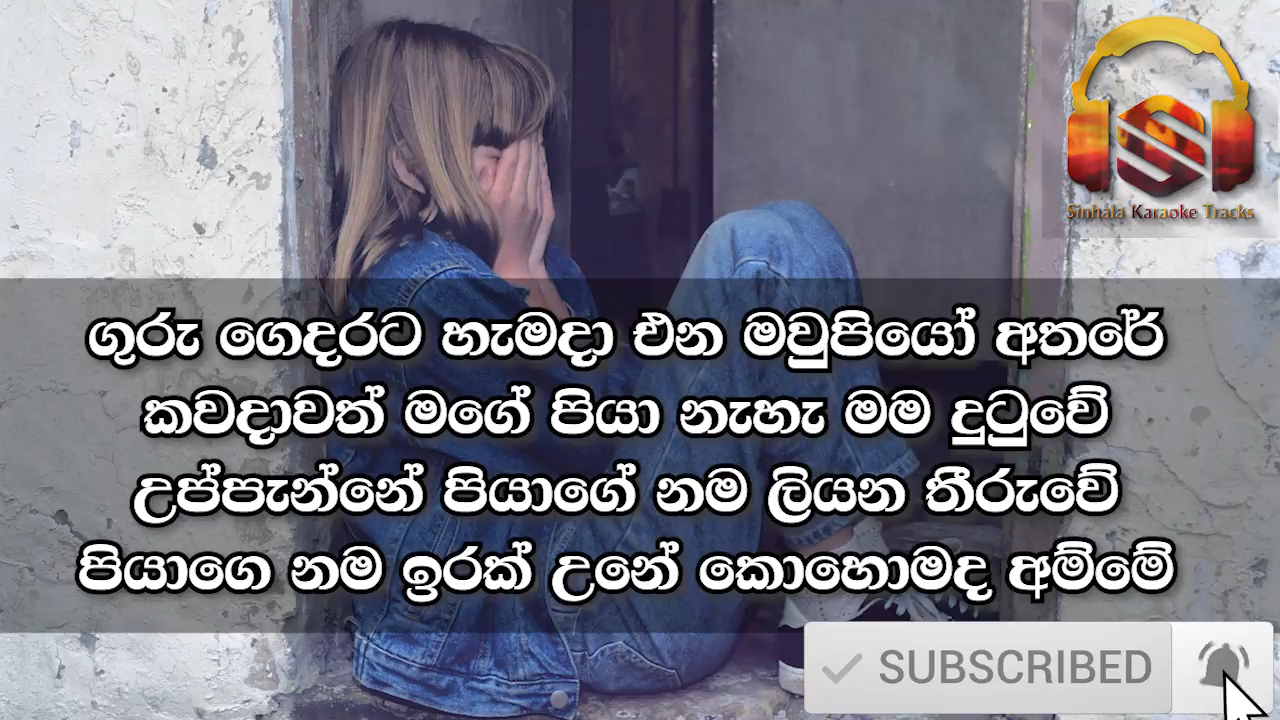 Sinhala Karaoke Tracks
ගුරු ගෙදරට හැමදා එන මවුපියෝ අතරේ
කවදාවත් මගේ පියා නැහැ මම දුටුවේ
උප්පැන්නේ පියාගේ නම ලියන තීරුවේ
පියාගෙ නම ඉරක් උනේ කොහොමද අම්මේ
SUBSCRIBED